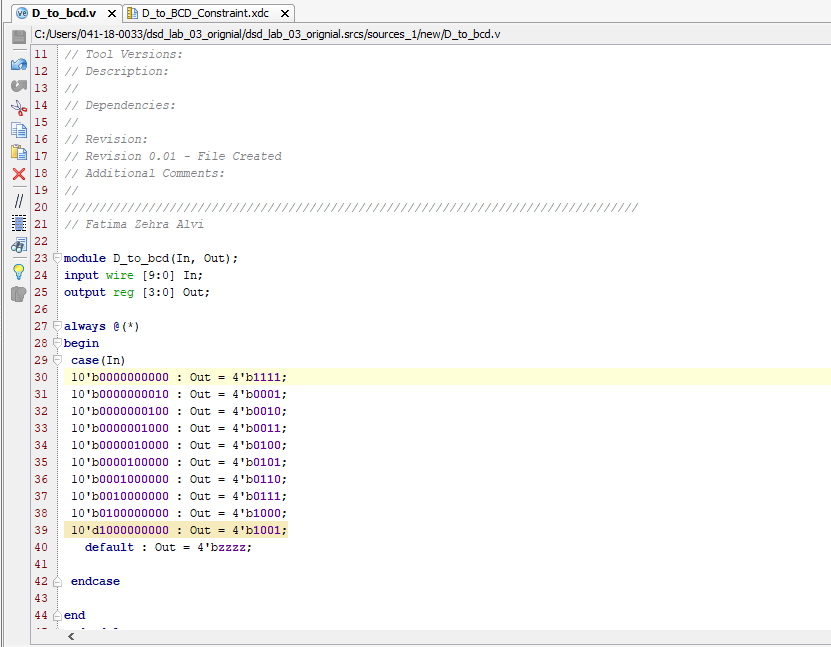 D_to_bcd.v × D_to_BCD_Constraint.xdc ×
C:/Users/041-18-0033/dsd_lab_03_orignial/dsd_lab_03_orignial.srcs/sources_1/new/D_to_bcd.v
11 // Tool Versions:
12 // Description:
13 //
14 // Dependencies:
15 //
16 // Revision:
17 // Revision 0.01 - File Created
18 // Additional Comments:
19 //
20 //////////////////////////////////////////////////////////////////////////////////
21 // Fatima Zehra Alvi
22
23 module D_to_bcd(In, Out);
24 input wire [9:0] In;
25 output reg [3:0] Out;
26
27 always @(*)
28 begin
29 case(In)
30 10'b0000000000 : Out = 4'b1111;
31 10'b0000000010 : Out = 4'b0001;
32 10'b0000000100 : Out = 4'b0010;
33 10'b0000001000 : Out = 4'b0011;
34 10'b0000010000 : Out = 4'b0100;
35 10'b0000100000 : Out = 4'b0101;
36 10'b0001000000 : Out = 4'b0110;
37 10'b0010000000 : Out = 4'b0111;
38 10'b0100000000 : Out = 4'b1000;
39 10'd1000000000 : Out = 4'b1001;
40 default : Out = 4'bzzzz;
41
42 endcase
43
44 end